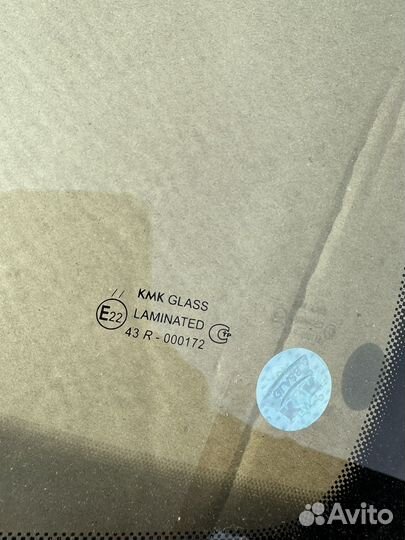 KMK GLASS
E22 LAMINATED
43 R - 000172
Avito